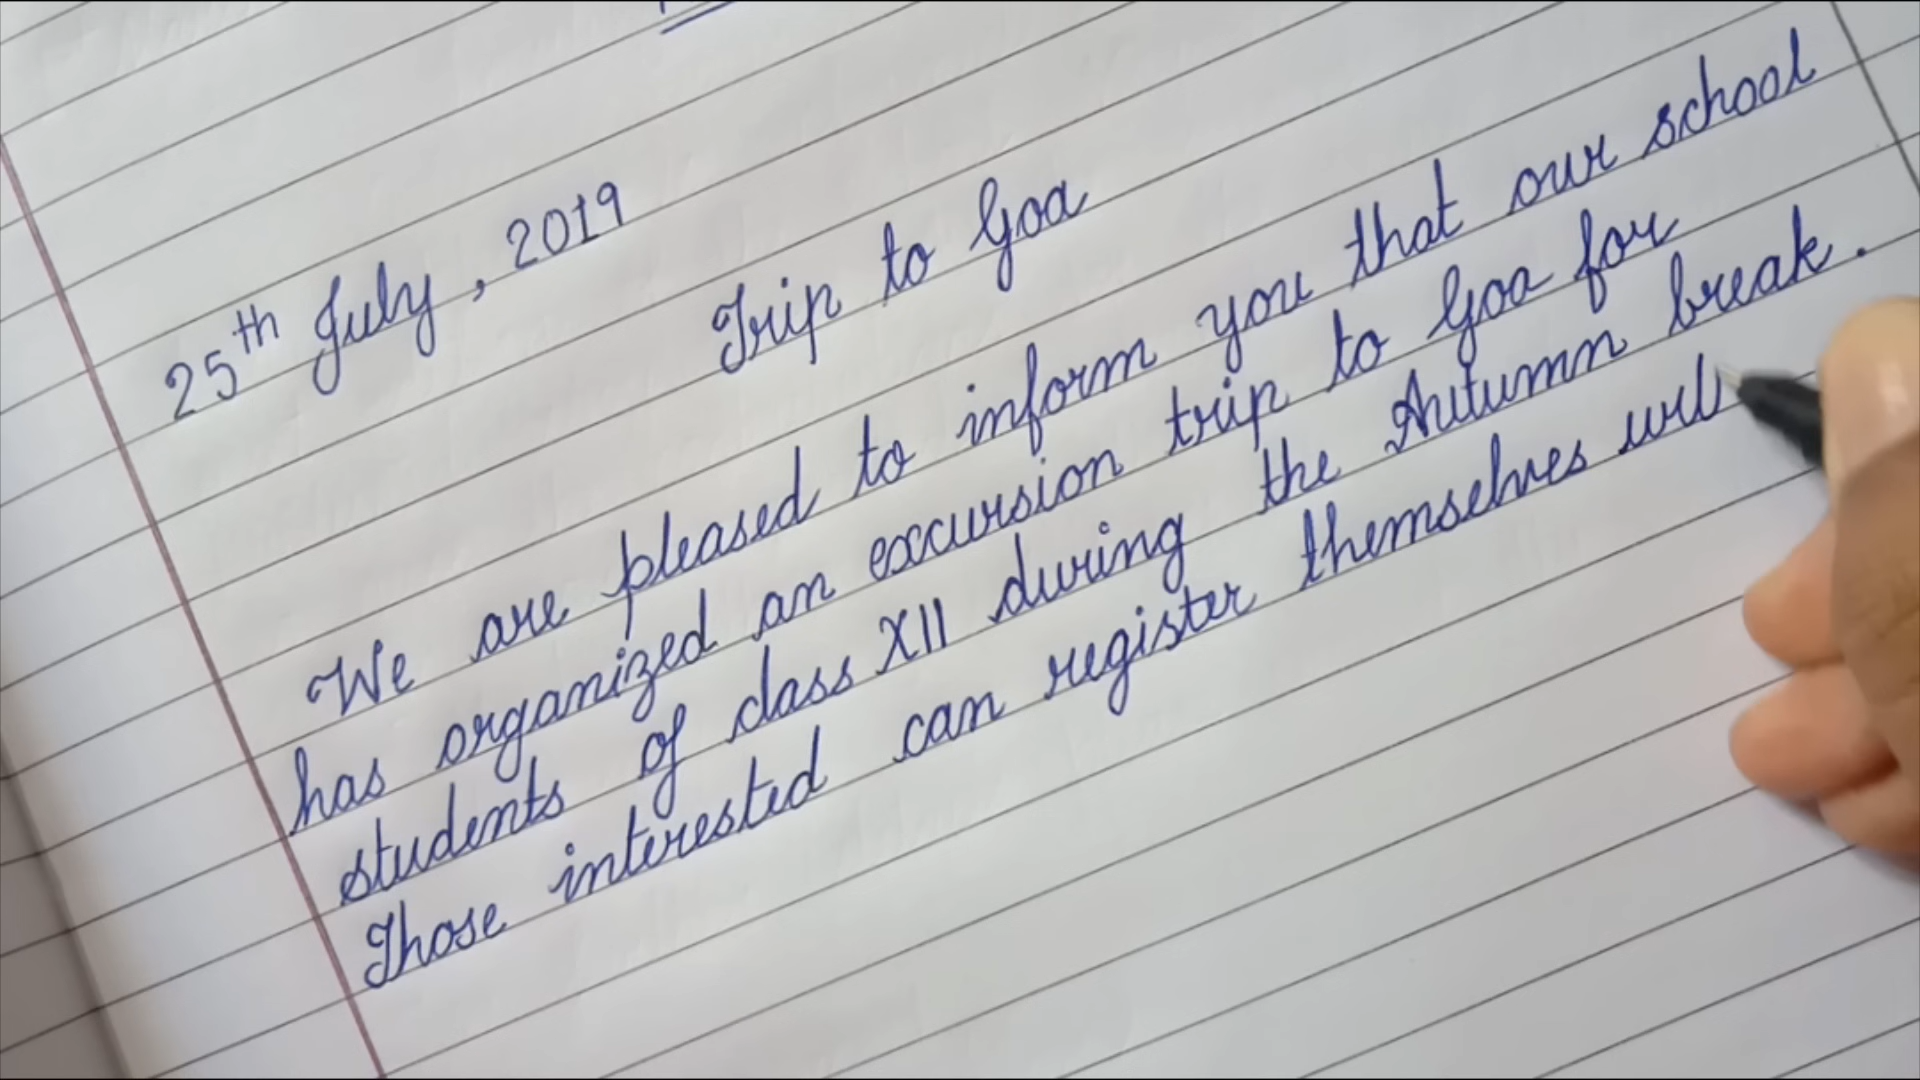 25th July, 2019
Trip to Goa
We are pleased to inform you that our school
has organized an excursion trip to Goa for
students of class XII during the Autumn break.
Those interested can register themselves